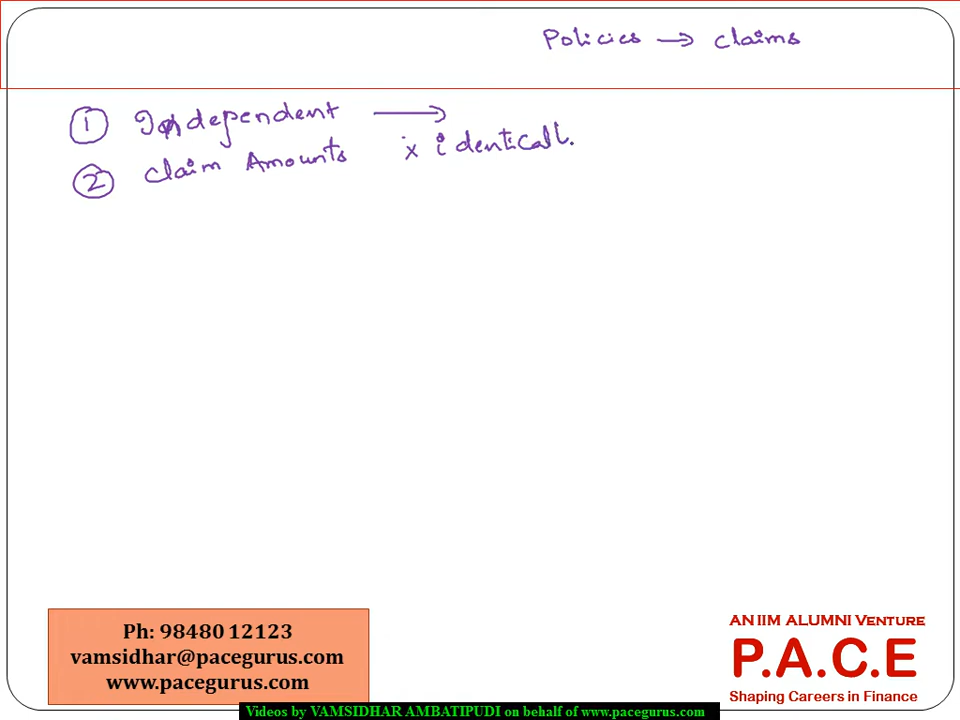 Policies → claims
① Independent →
② claim Amounts × identicall.
Ph: 98480 12123
vamsidhar@pacegurus.com
www.pacegurus.com
AN IIM ALUMNI VENTURE
P.A.C.E
Shaping Careers in Finance
Videos by VAMSIDHAR AMBATIPUDI on behalf of www.pacegurus.com